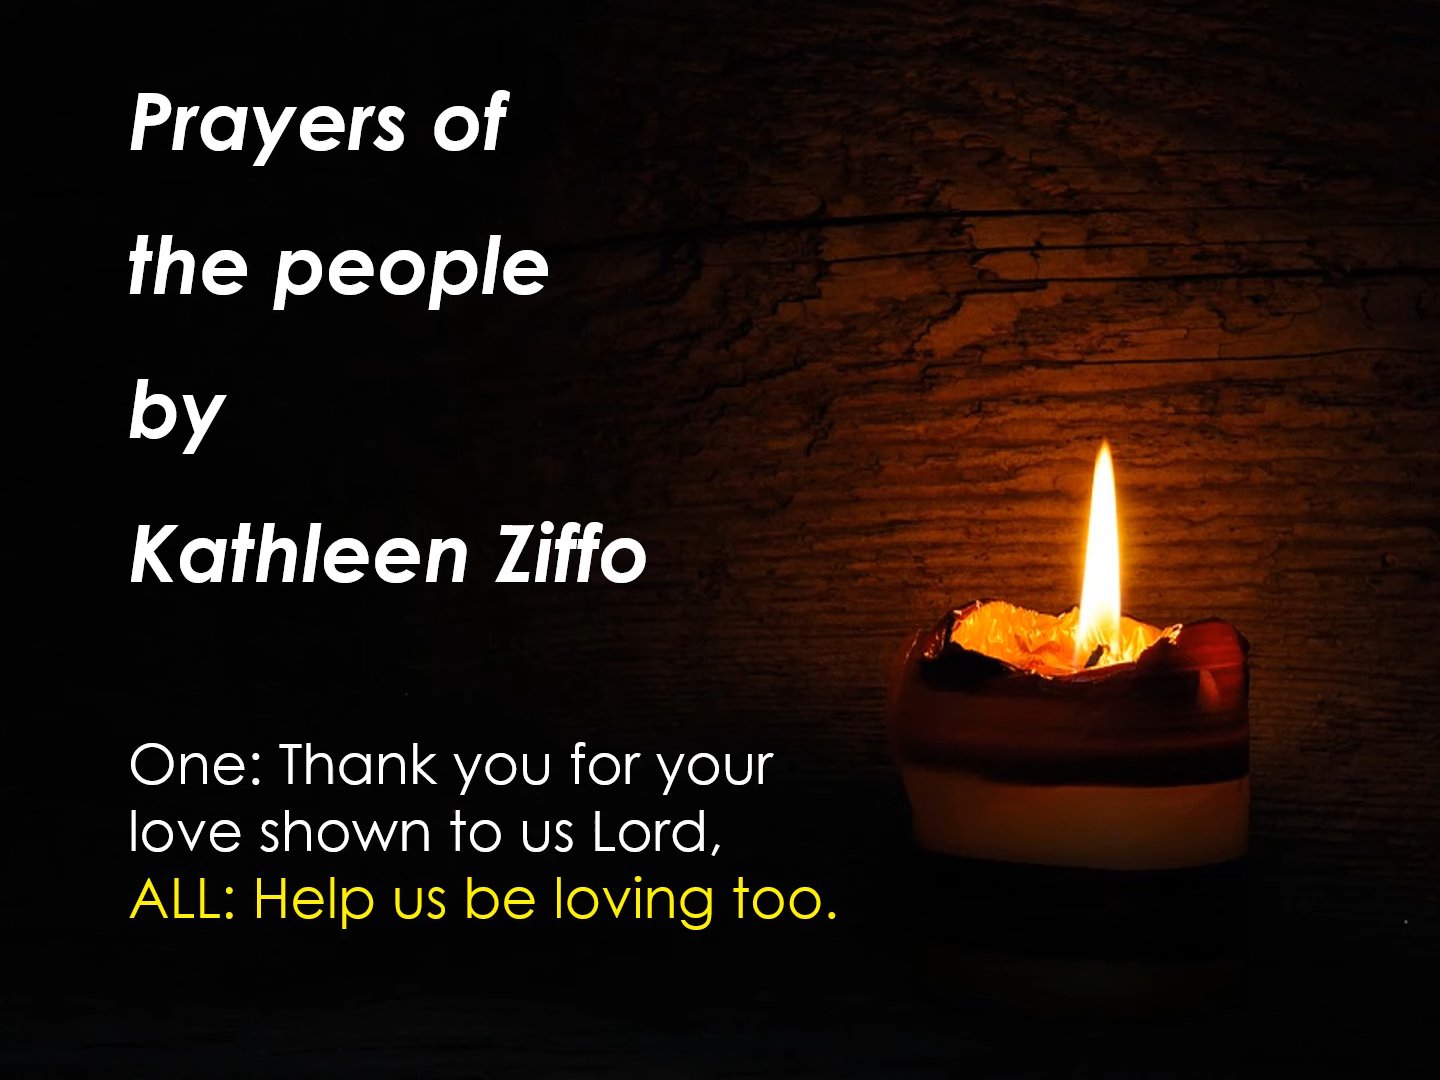 Prayers of
the people
by
Kathleen Ziffo
One: Thank you for your
love shown to us Lord,
ALL: Help us be loving too.